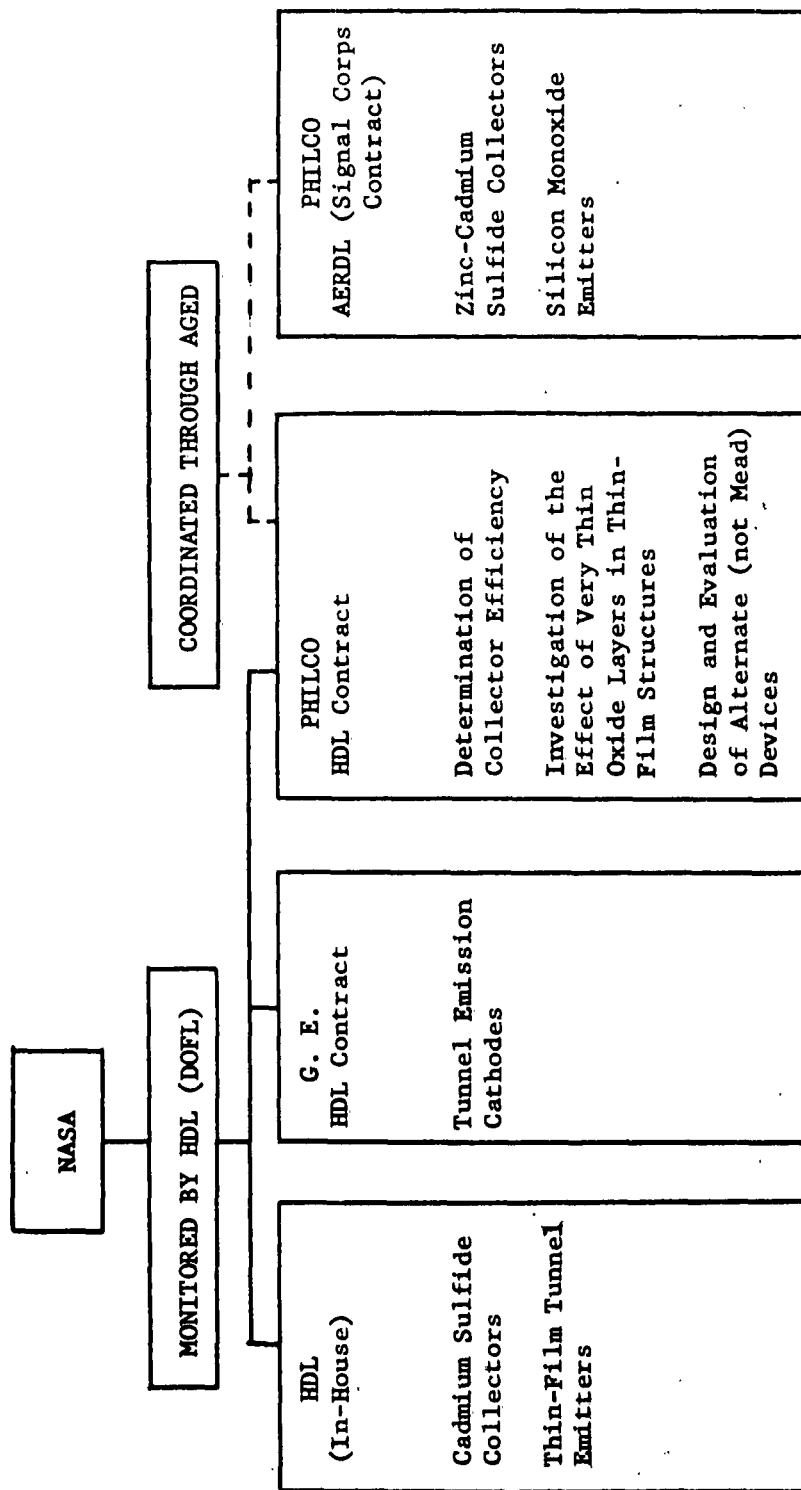 NASA
MONITORED BY HDL (DOFL)
COORDINATED THROUGH AGED
HDL
(In-House)
Cadmium Sulfide
Collectors
Thin-Film Tunnel
Emitters
G. E.
HDL Contract
Tunnel Emission
Cathodes
PHILCO
HDL Contract
Determination of
Collector Efficiency
Investigation of the
Effect of Very Thin
Oxide Layers in Thin-
Film Structures
Design and Evaluation
of Alternate (not Mead)
Devices
PHILCO
AERDL (Signal Corps
Contract)
Zinc-Cadmium
Sulfide Collectors
Silicon Monoxide
Emitters